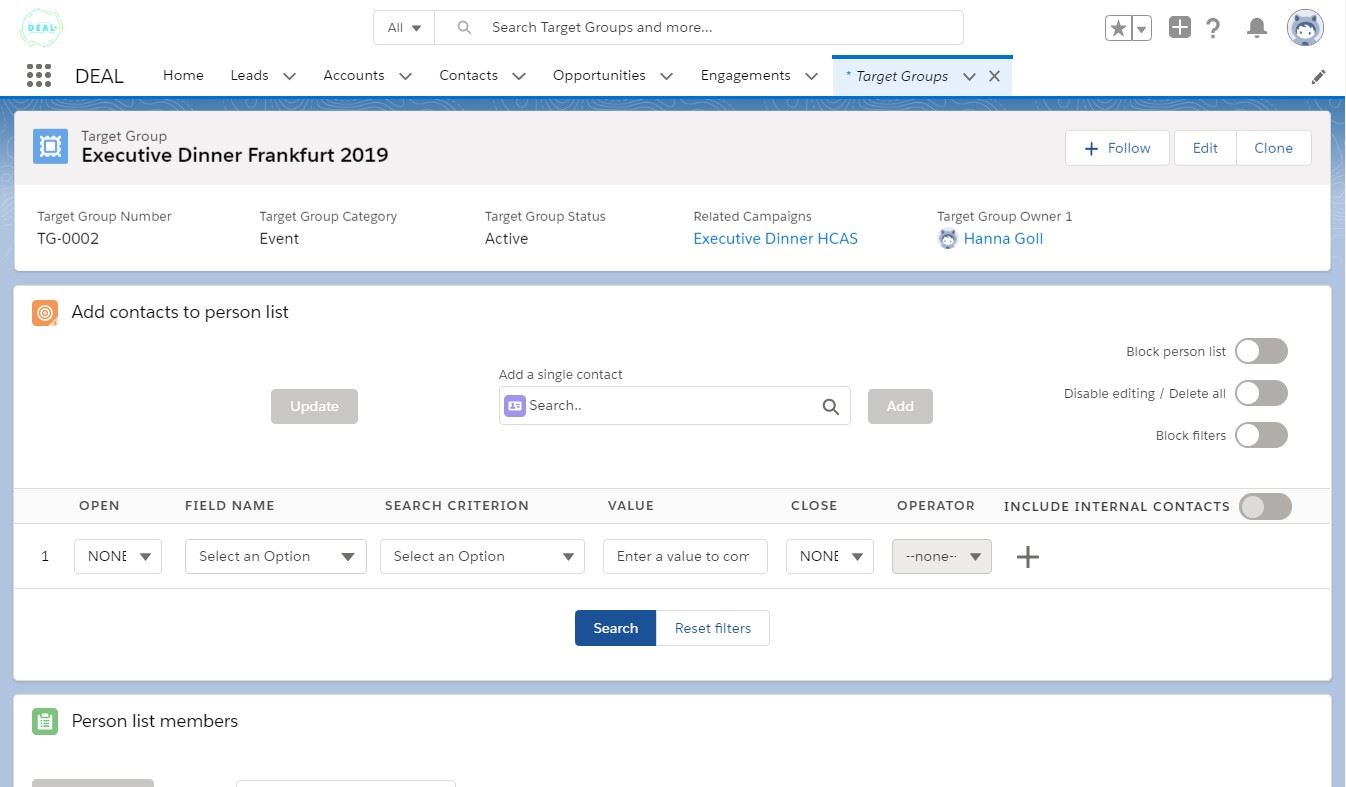 DEAL
All
Search Target Groups and more...
DEAL
Home
Leads
Accounts
Contacts
Opportunities
Engagements
* Target Groups
Target Group
Executive Dinner Frankfurt 2019
Follow
Edit
Clone
Target Group Number
TG-0002
Target Group Category
Event
Target Group Status
Active
Related Campaigns
Executive Dinner HCAS
Target Group Owner 1
Hanna Goll
Add contacts to person list
Block person list
Disable editing / Delete all
Block filters
Update
Add a single contact
Search..
Add
OPEN
FIELD NAME
SEARCH CRITERION
VALUE
CLOSE
OPERATOR
INCLUDE INTERNAL CONTACTS
1
NONE
Select an Option
Select an Option
Enter a value to com
NONE
--none--
Search
Reset filters
Person list members